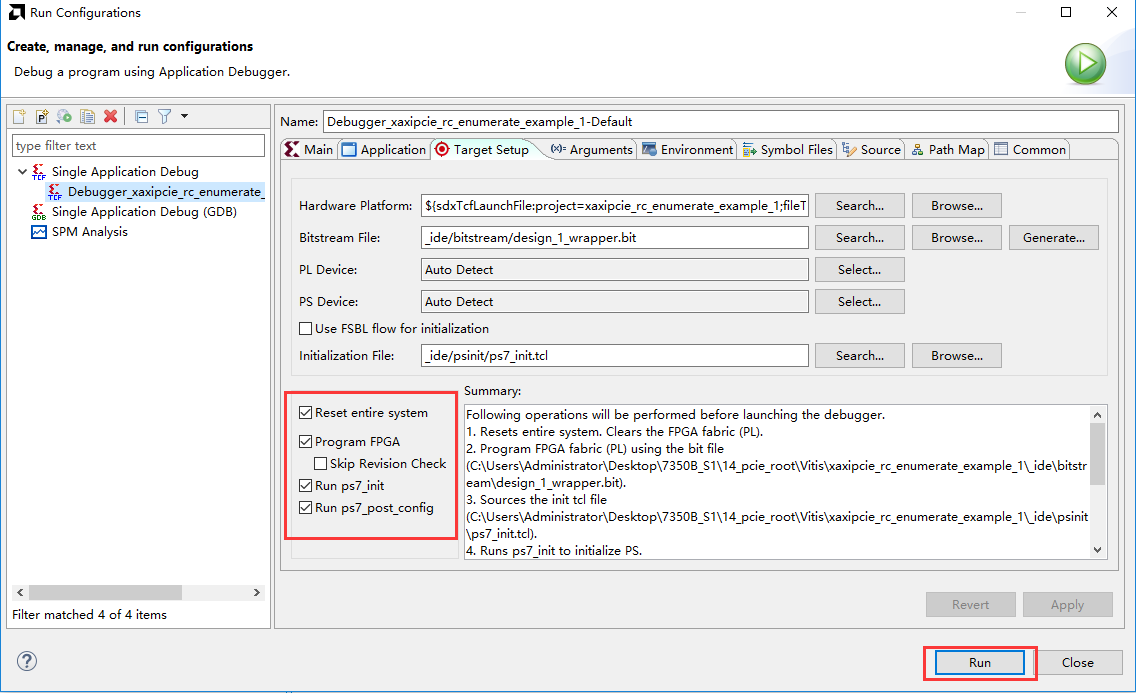 Run Configurations
Create, manage, and run configurations
Debug a program using Application Debugger.
type filter text
Single Application Debug
Debugger_xaxipcie_rc_enumerate_
Single Application Debug (GDB)
SPM Analysis
Filter matched 4 of 4 items
Name: Debugger_xaxipcie_rc_enumerate_example_1-Default
Main Application Target Setup (x)= Arguments Environment Symbol Files Source Path Map Common
Hardware Platform: ${sdxTcfLaunchFile:project=xaxipcie_rc_enumerate_example_1;fileT Search... Browse...
Bitstream File: _ide/bitstream/design_1_wrapper.bit Search... Browse... Generate...
PL Device: Auto Detect Select...
PS Device: Auto Detect Select...
Use FSBL flow for initialization
Initialization File: _ide/psinit/ps7_init.tcl Search... Browse...
Reset entire system
Program FPGA
Skip Revision Check
Run ps7_init
Run ps7_post_config
Summary:
Following operations will be performed before launching the debugger.
1. Resets entire system. Clears the FPGA fabric (PL).
2. Program FPGA fabric (PL) using the bit file
(C:\Users\Administrator\Desktop\7350B_S1\14_pcie_root\Vitis\xaxipcie_rc_enumerate_example_1\_ide\bitstr
eam\design_1_wrapper.bit).
3. Sources the init tcl file
(C:\Users\Administrator\Desktop\7350B_S1\14_pcie_root\Vitis\xaxipcie_rc_enumerate_example_1\_ide\psinit
\ps7_init.tcl).
4. Runs ps7_init to initialize PS.
Revert Apply
Run Close